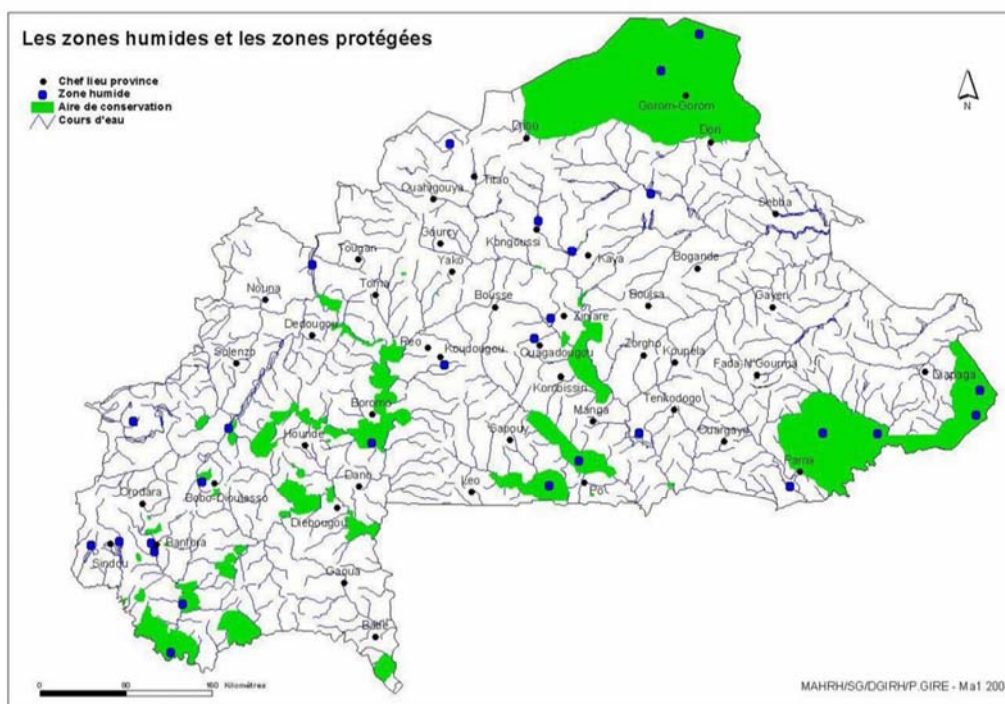 Les zones humides et les zones protégées
Chef lieu province
Zone humide
Aire de conservation
Cours d'eau
N
Gorom-Gorom
Djibo
Dori
Titao
Ouahigouya
Sebba
Gourcy
Kongoussi
Tougan
Kaya
Yako
Bogande
Nouna
Toma
Bousse
Boulsa
Gayeri
Ziniare
Dedougou
Reo
Koudougou
Ouagadougou
Zorgho
Koupela
Solenzo
Fada N'Gourma
Diapaga
Kombissiri
Boromo
Manga
Tenkodogo
Hounde
Sapouy
Ouargaye
Pama
Dano
Leo
Po
Orodara
Bobo-Dioulasso
Diebougou
Banfora
Sindou
Gaoua
Batie
0 80 160 Kilomètres
MAHRH/SG/DGIRH/P.GIRE - Ma1 200